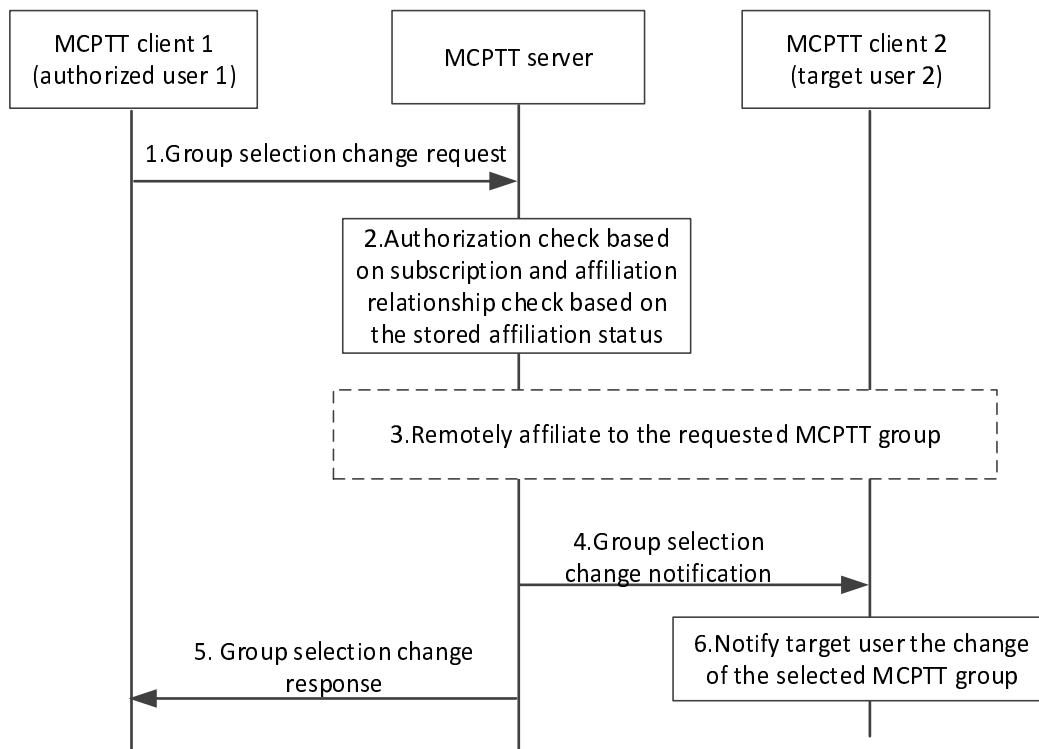 MCPTT client 1
(authorized user 1)
MCPTT server
MCPTT client 2
(target user 2)
1.Group selection change request
2.Authorization check based
on subscription and affiliation
relationship check based on
the stored affiliation status
3.Remotely affiliate to the requested MCPTT group
4.Group selection
change notification
5. Group selection change
response
6.Notify target user the change
of the selected MCPTT group